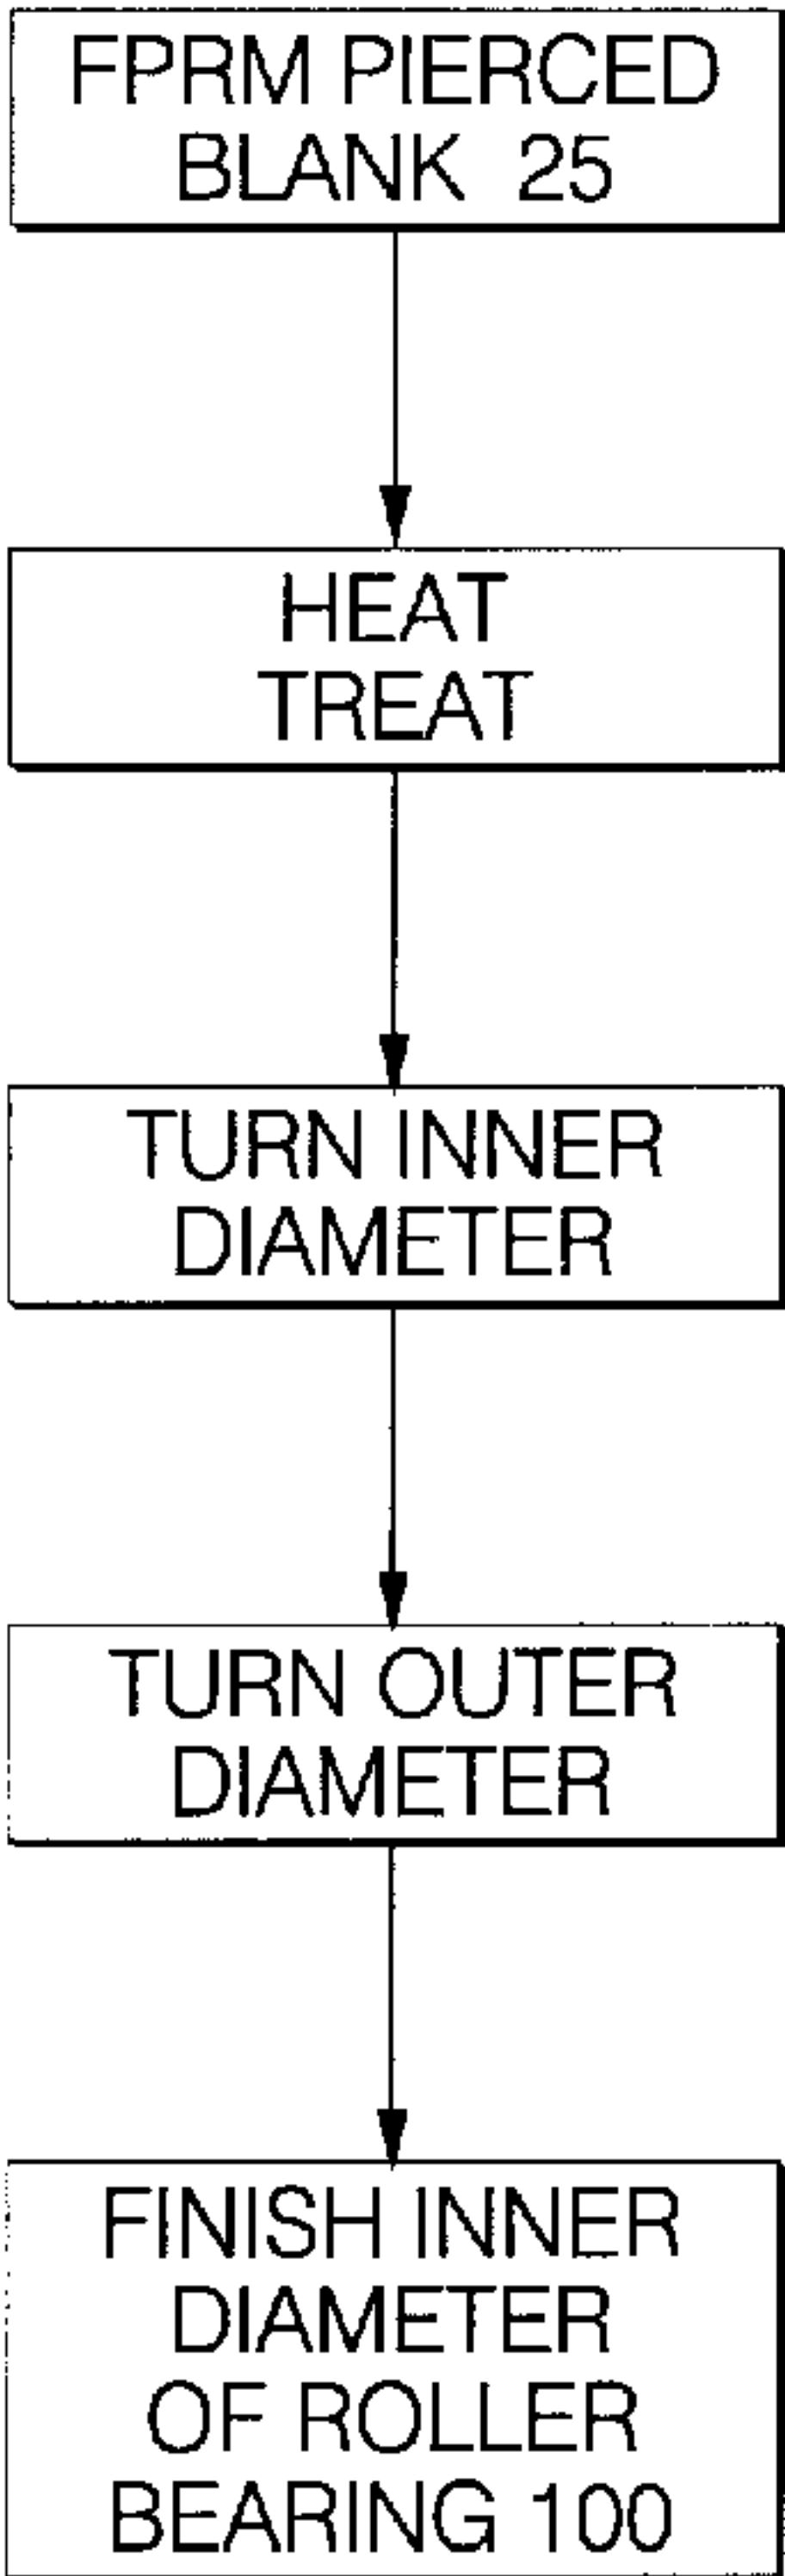 FPRM PIERCED
BLANK 25
HEAT
TREAT
TURN INNER
DIAMETER
TURN OUTER
DIAMETER
FINISH INNER
DIAMETER
OF ROLLER
BEARING 100